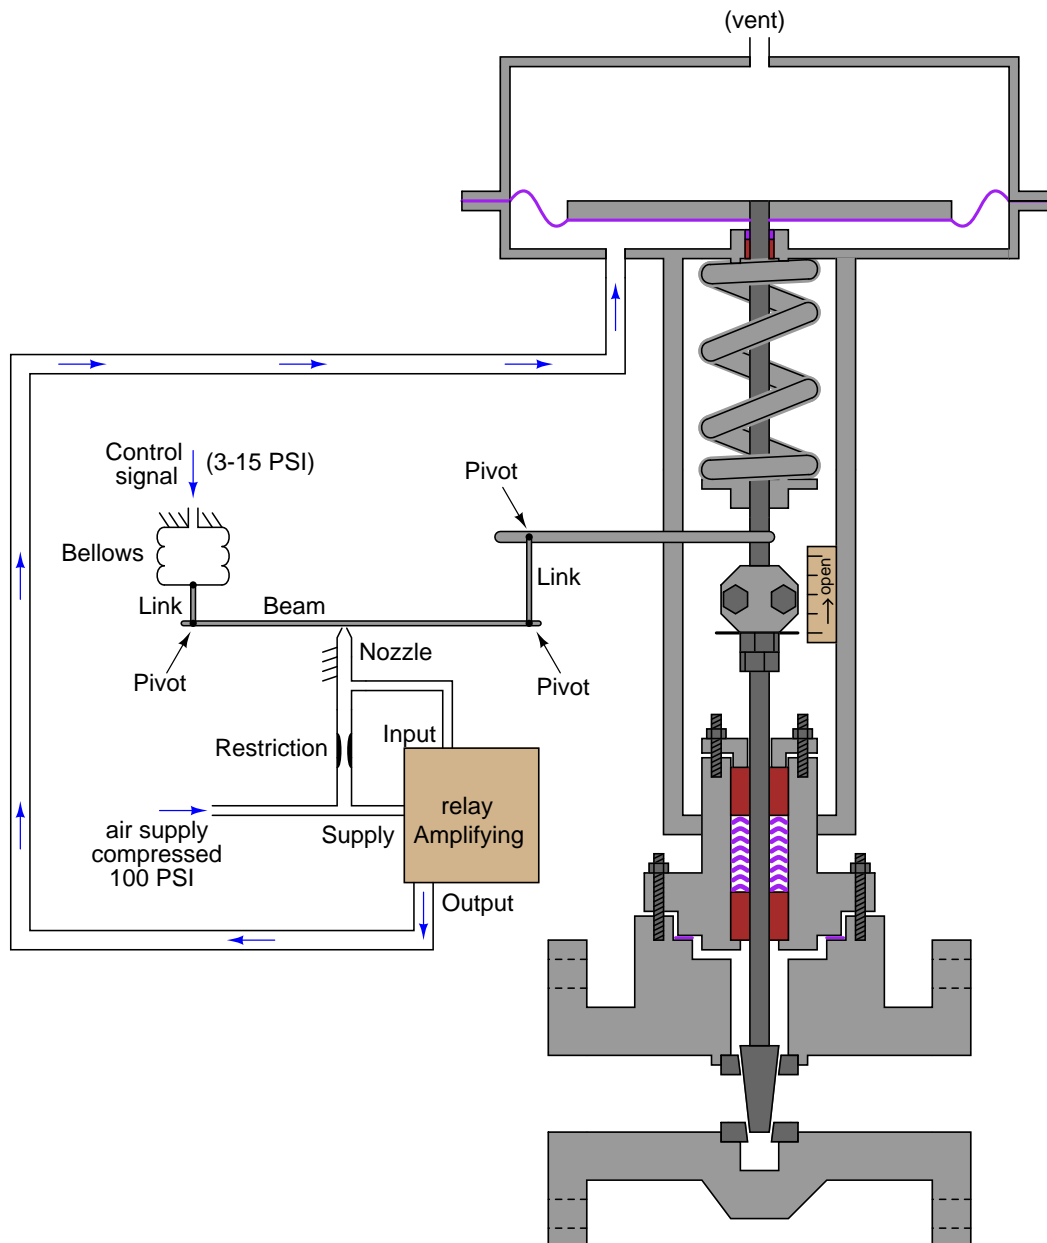 (vent)
Control
signal
(3-15 PSI)
Pivot
Bellows
Link
Beam
Link
open
Pivot
Nozzle
Pivot
Restriction
Input
relay
Amplifying
air supply
compressed
100 PSI
Supply
Output